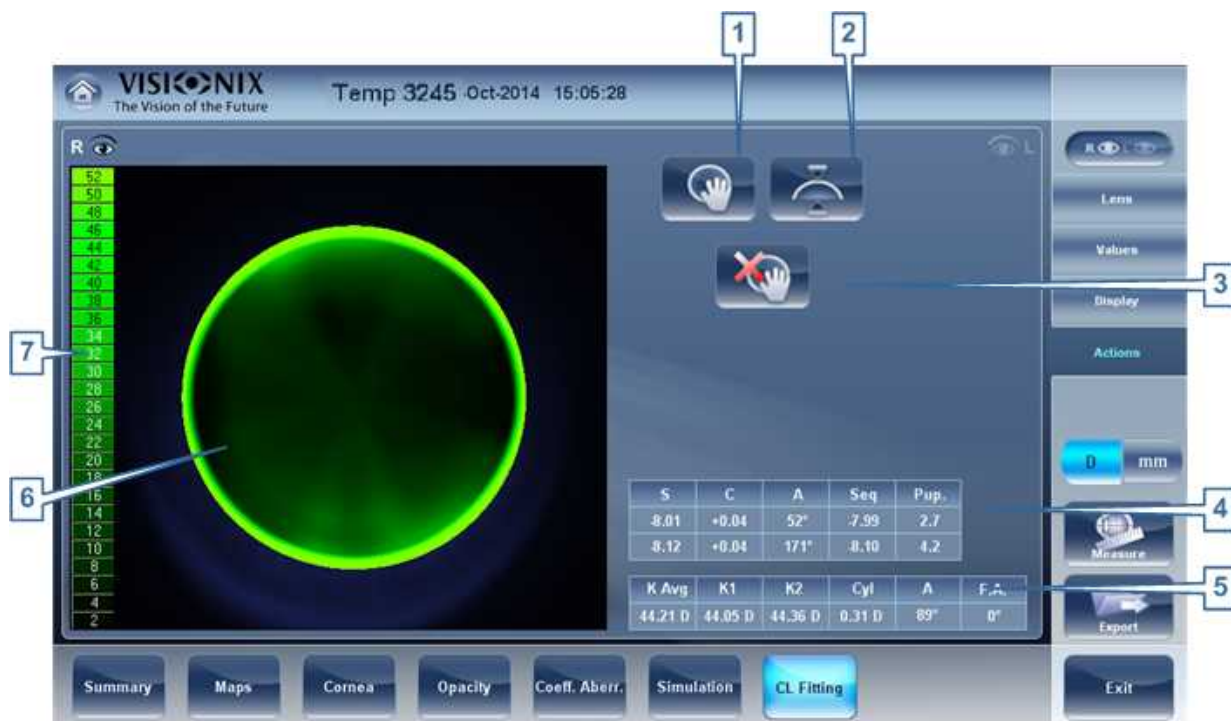 1 2
VISIONIX
The Vision of the Future
Temp 3245 -Oct-2014 15:05:28
R L
R L
52
50
48
46
44
42
40
38
36
34
32
30
28
26
24
22
20
18
16
14
12
10
8
6
4
2
7
6
Lens
Values
3
Display
Actions
D mm
S C A Seq Pup.
-8.01 +0.04 52° -7.99 2.7
-8.12 +0.04 171° -8.10 4.2
4
Measure
K Avg K1 K2 Cyl A F.A.
44.21 D 44.05 D 44.36 D 0.31 D 89° 0°
5
Export
Summary Maps Cornea Opacity Coeff. Aberr. Simulation CL Fitting Exit